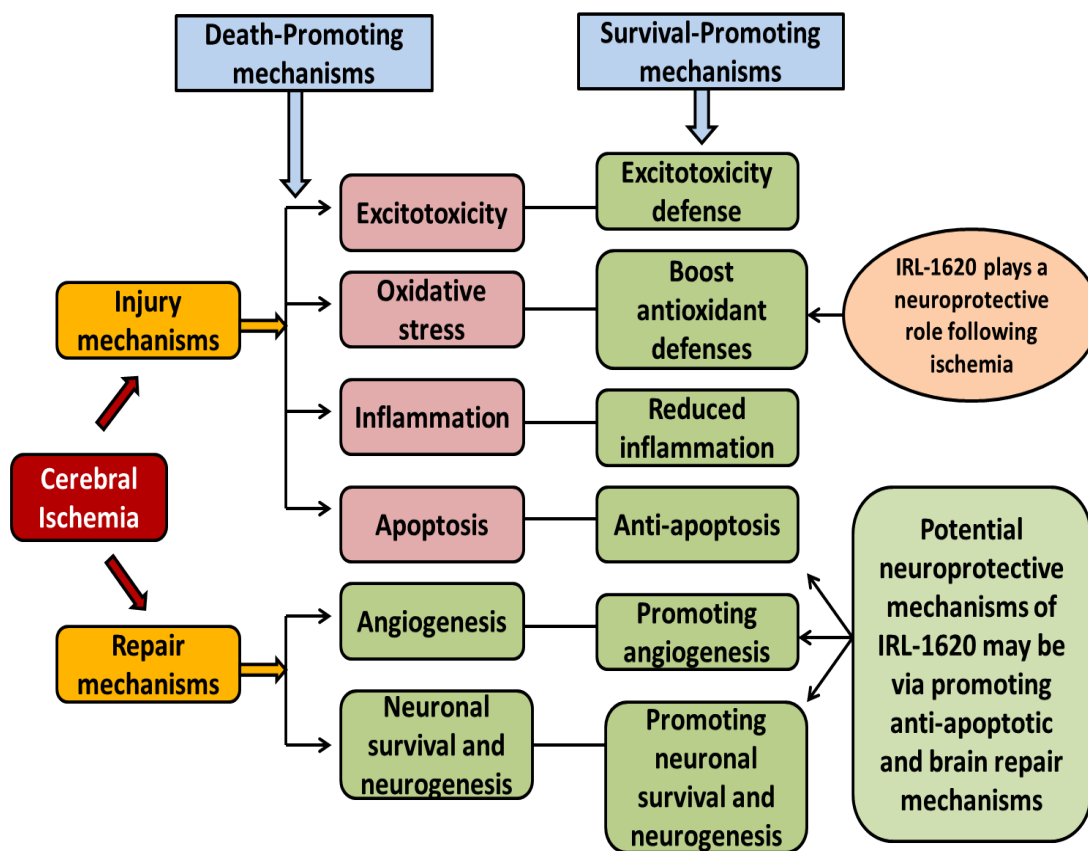 Death-Promoting
mechanisms
Survival-Promoting
mechanisms
Excitotoxicity
Excitotoxicity
defense
Injury
mechanisms
Oxidative
stress
Boost
antioxidant
defenses
IRL-1620 plays a
neuroprotective
role following
ischemia
Inflammation
Reduced
inflammation
Cerebral
Ischemia
Apoptosis
Anti-apoptosis
Potential
neuroprotective
mechanisms of
IRL-1620 may be
via promoting
anti-apoptotic
and brain repair
mechanisms
Repair
mechanisms
Angiogenesis
Promoting
angiogenesis
Neuronal
survival and
neurogenesis
Promoting
neuronal
survival and
neurogenesis